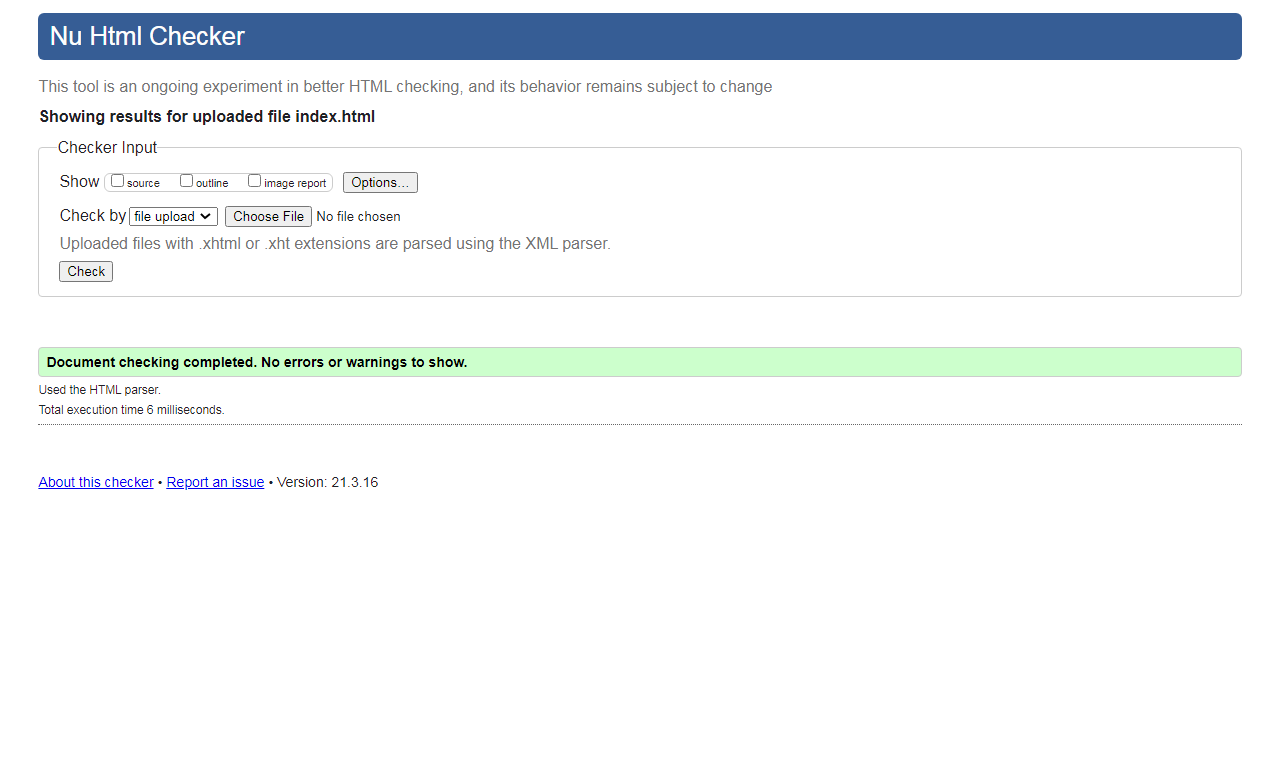 Nu Html Checker
This tool is an ongoing experiment in better HTML checking, and its behavior remains subject to change
Showing results for uploaded file index.html
Checker Input
Show source outline image report Options...
Check by file upload Choose File No file chosen
Uploaded files with .xhtml or .xht extensions are parsed using the XML parser.
Check
Document checking completed. No errors or warnings to show.
Used the HTML parser.
Total execution time 6 milliseconds.
About this checker • Report an issue • Version: 21.3.16